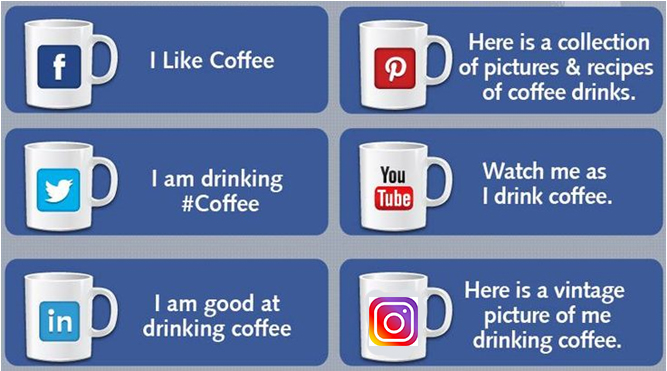 f
I Like Coffee
Here is a collection
of pictures & recipes
of coffee drinks.
I am drinking
#Coffee
You
Tube
Watch me as
I drink coffee.
in
I am good at
drinking coffee
Here is a vintage
picture of me
drinking coffee.